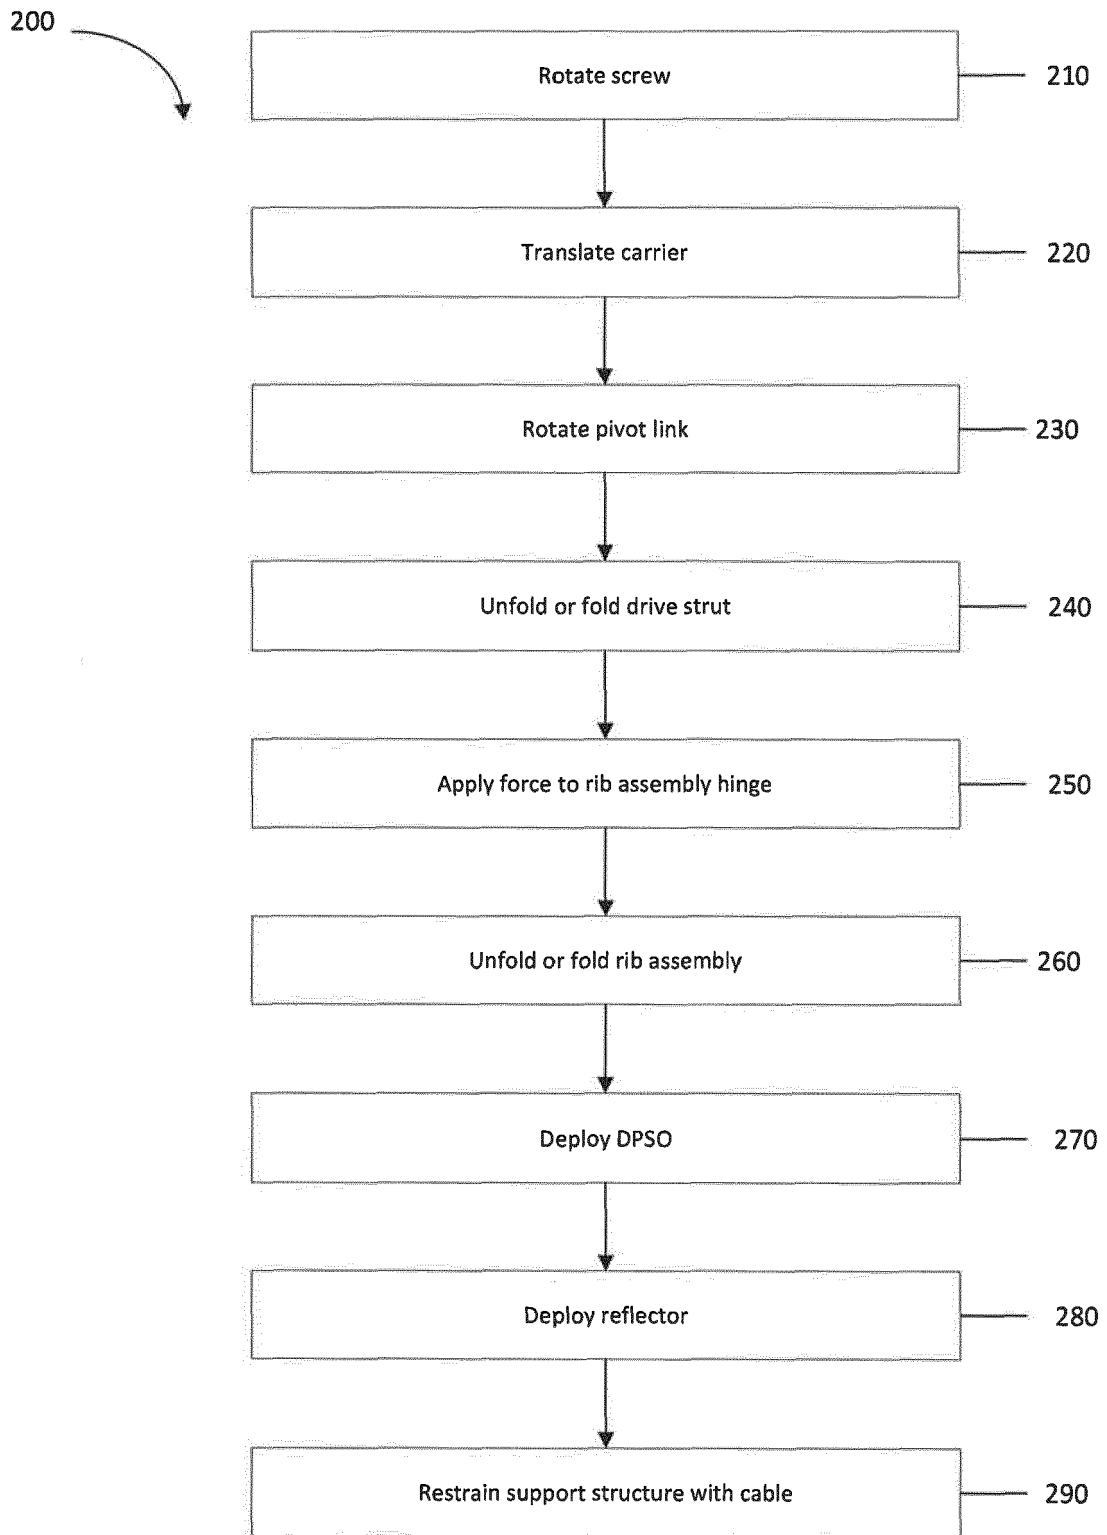 200
Rotate screw 210
Translate carrier 220
Rotate pivot link 230
Unfold or fold drive strut 240
Apply force to rib assembly hinge 250
Unfold or fold rib assembly 260
Deploy DPSO 270
Deploy reflector 280
Restrain support structure with cable 290